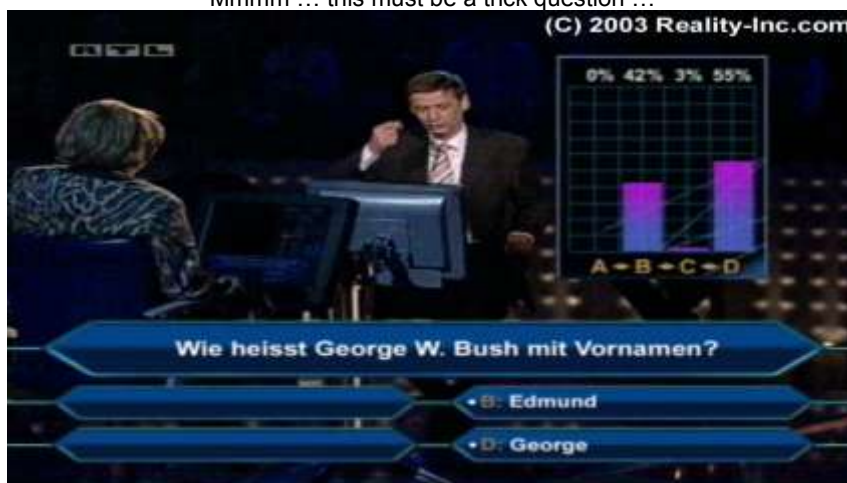 Mmmm … this must be a trick question …
(C) 2003 Reality-Inc.com
RTL
0% 42% 3% 55%
A B C D
Wie heisst George W. Bush mit Vornamen?
B: Edmund
D: George